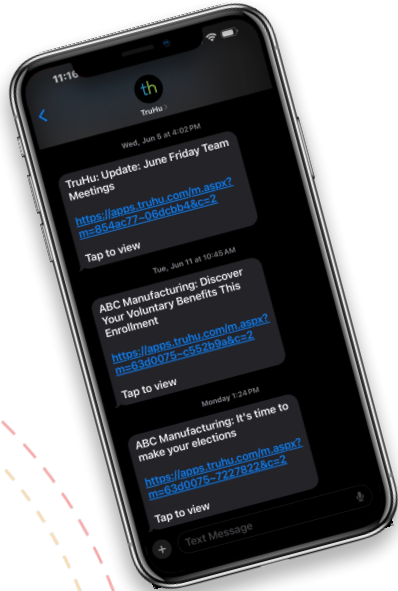 11:16
th
TruHu
Wed, Jun 5 at 4:02 PM
TruHu: Update: June Friday Team
Meetings
https://apps.truhu.com/m.aspx?
m=854ac77~06dcbb4&c=2
Tap to view
Tue, Jun 11 at 10:45 AM
ABC Manufacturing: Discover
Your Voluntary Benefits This
Enrollment
https://apps.truhu.com/m.aspx?
m=63d0075~c552b9a&c=2
Tap to view
Monday 1:24 PM
ABC Manufacturing: It's time to
make your elections
https://apps.truhu.com/m.aspx?
m=63d0075~7227822&c=2
Tap to view
Text Message